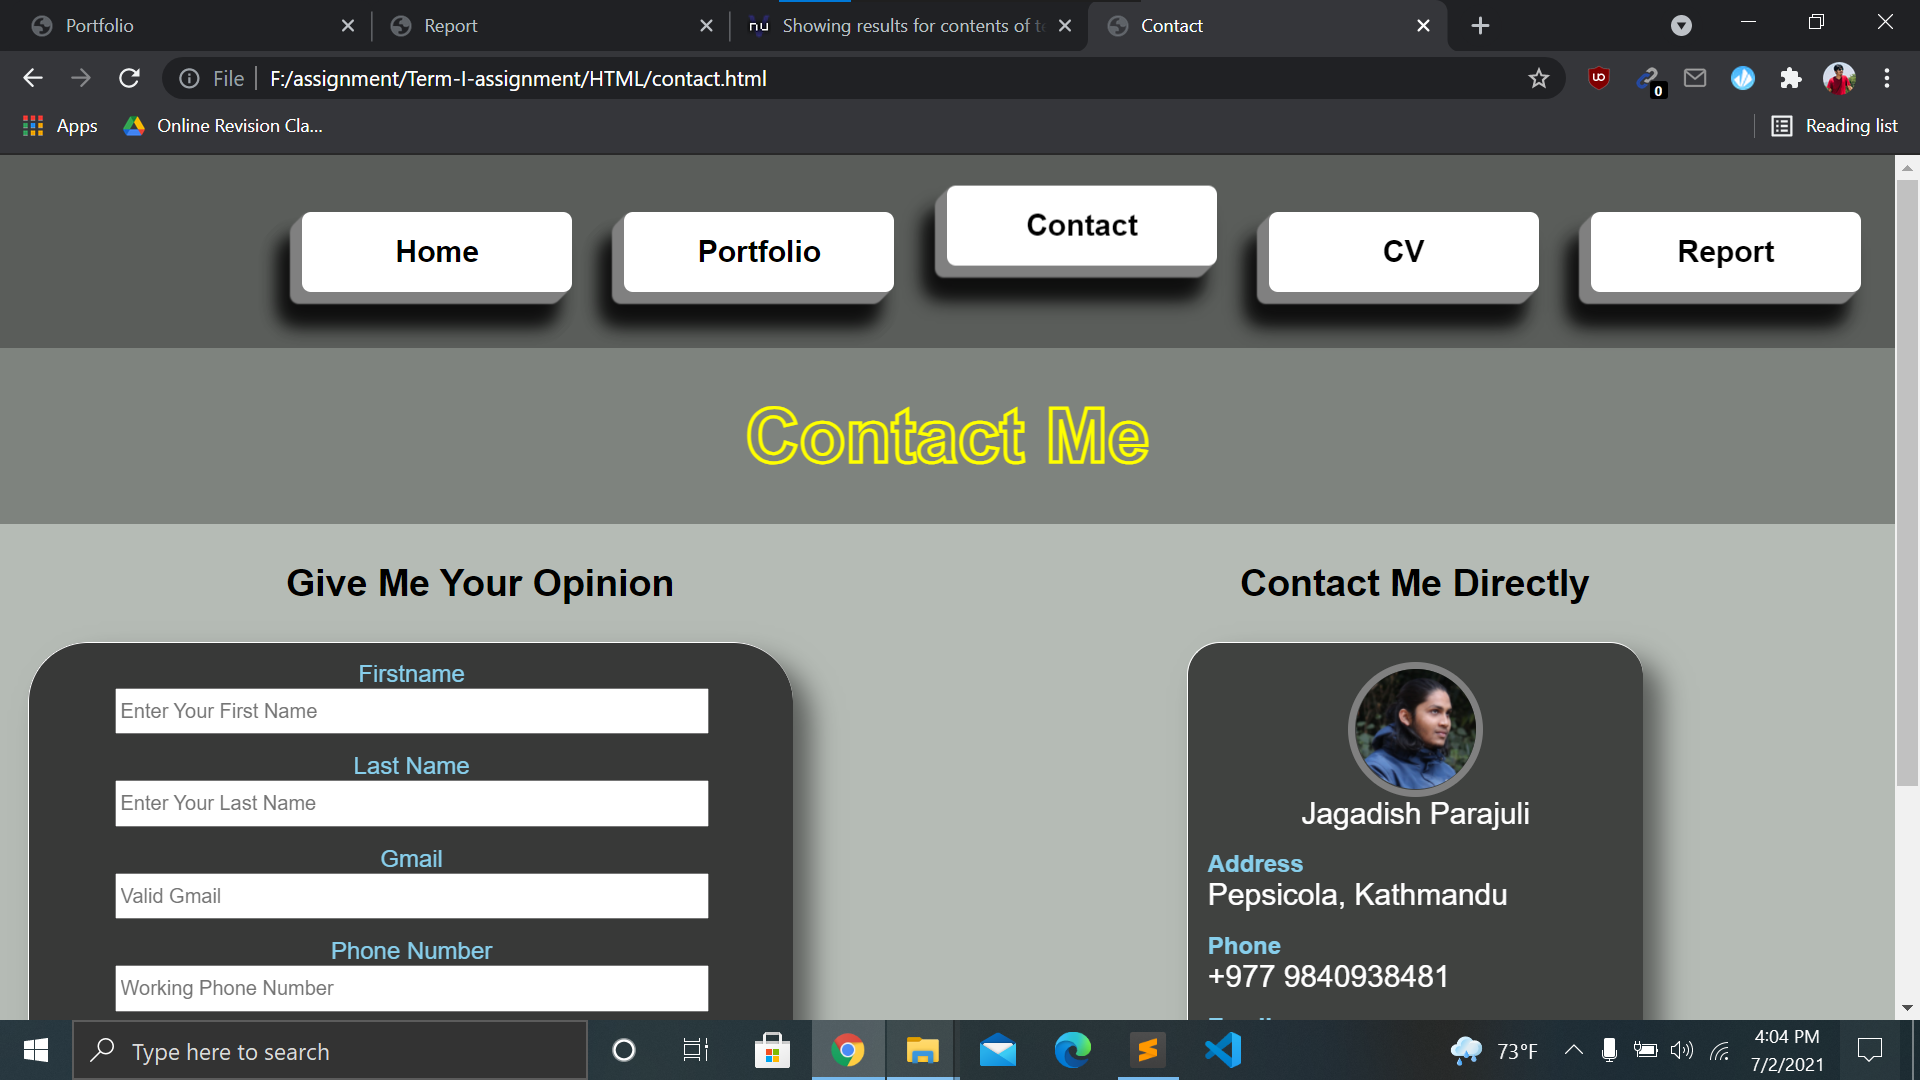 Portfolio
Report
nu Showing results for contents of te
Contact
File
F:/assignment/Term-I-assignment/HTML/contact.html
0
Apps
Online Revision Cla...
Reading list
Home
Portfolio
Contact
CV
Report
Contact Me
Give Me Your Opinion
Firstname
Enter Your First Name
Last Name
Enter Your Last Name
Gmail
Valid Gmail
Phone Number
Working Phone Number
Contact Me Directly
Jagadish Parajuli
Address
Pepsicola, Kathmandu
Phone
+977 9840938481
Type here to search
73°F
4:04 PM
7/2/2021